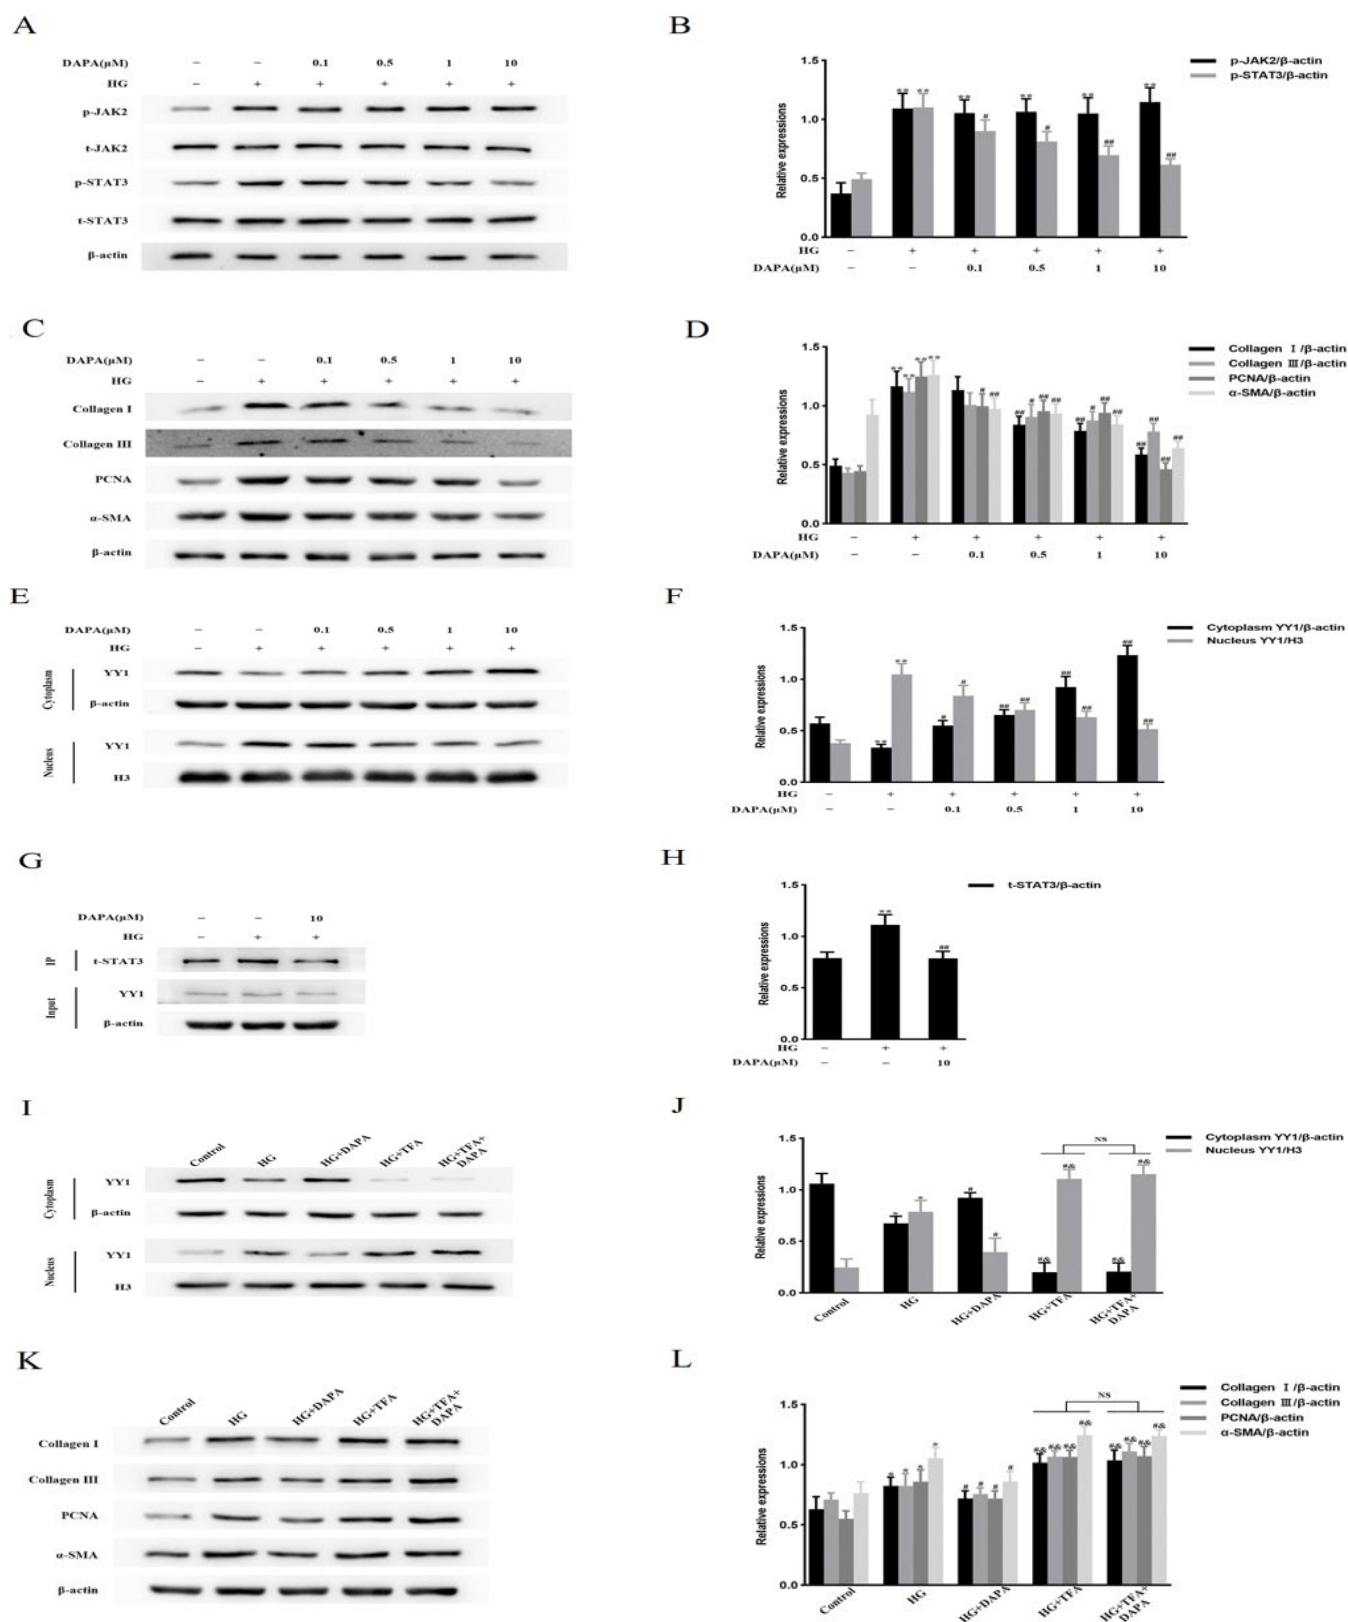 A
DAPA(μM) – – 0.1 0.5 1 10
HG – + + + + +
p-JAK2
t-JAK2
p-STAT3
t-STAT3
β-actin
B
p-JAK2/β-actin
p-STAT3/β-actin
Relative expressions
1.5
1.0
0.5
0.0
** ** ** # ** # ** ## ** ##
HG – + + + + +
DAPA(μM) – – 0.1 0.5 1 10
C
DAPA(μM) – – 0.1 0.5 1 10
HG – + + + + +
Collagen I
Collagen III
PCNA
α-SMA
β-actin
D
Collagen Ⅰ/β-actin
Collagen Ⅲ/β-actin
PCNA/β-actin
α-SMA/β-actin
Relative expressions
1.5
1.0
0.5
0.0
** ** ** ** # ## ## # ## ## ## # ## ## ## ## ## ##
HG – + + + + +
DAPA(μM) – – 0.1 0.5 1 10
E
DAPA(μM) – – 0.1 0.5 1 10
HG – + + + + +
Cytoplasm
YY1
β-actin
Nucleus
YY1
H3
F
Cytoplasm YY1/β-actin
Nucleus YY1/H3
Relative expressions
1.5
1.0
0.5
0.0
** ** # # ## ## ## ## ## ##
HG – + + + + +
DAPA(μM) – – 0.1 0.5 1 10
G
DAPA(μM) – – 10
HG – + +
IP
t-STAT3
Input
YY1
β-actin
H
t-STAT3/β-actin
Relative expressions
1.5
1.0
0.5
0.0
** ##
HG – + +
DAPA(μM) – – 10
I
Control HG HG+DAPA HG+TFA HG+TFA+DAPA
Cytoplasm
YY1
β-actin
Nucleus
YY1
H3
J
Cytoplasm YY1/β-actin
Nucleus YY1/H3
Relative expressions
1.5
1.0
0.5
0.0
NS
* * # # #& #& #& #&
Control HG HG+DAPA HG+TFA HG+TFA+DAPA
K
Control HG HG+DAPA HG+TFA HG+TFA+DAPA
Collagen I
Collagen III
PCNA
α-SMA
β-actin
L
Collagen Ⅰ/β-actin
Collagen Ⅲ/β-actin
PCNA/β-actin
α-SMA/β-actin
Relative expressions
1.5
1.0
0.5
0.0
NS
* * * * # # # # #& #& #& #& #& #& #& #&
Control HG HG+DAPA HG+TFA HG+TFA+DAPA